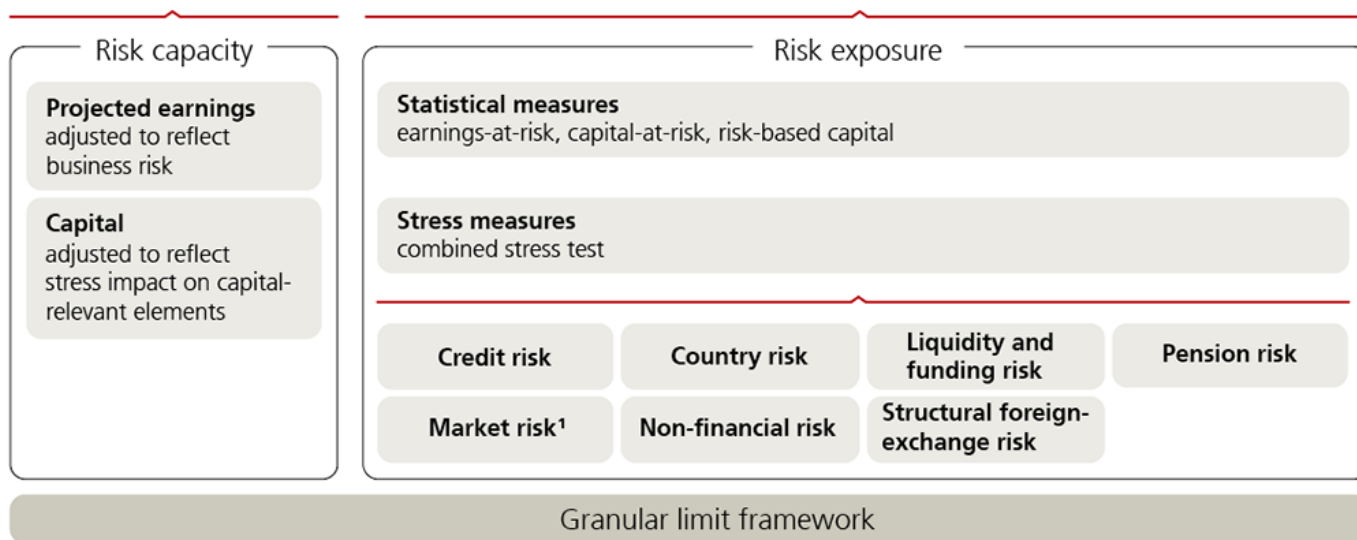 Risk capacity
Projected earnings
adjusted to reflect
business risk
Capital
adjusted to reflect
stress impact on capital-
relevant elements
Risk exposure
Statistical measures
earnings-at-risk, capital-at-risk, risk-based capital
Stress measures
combined stress test
Credit risk
Country risk
Liquidity and
funding risk
Pension risk
Market risk¹
Non-financial risk
Structural foreign-
exchange risk
Granular limit framework